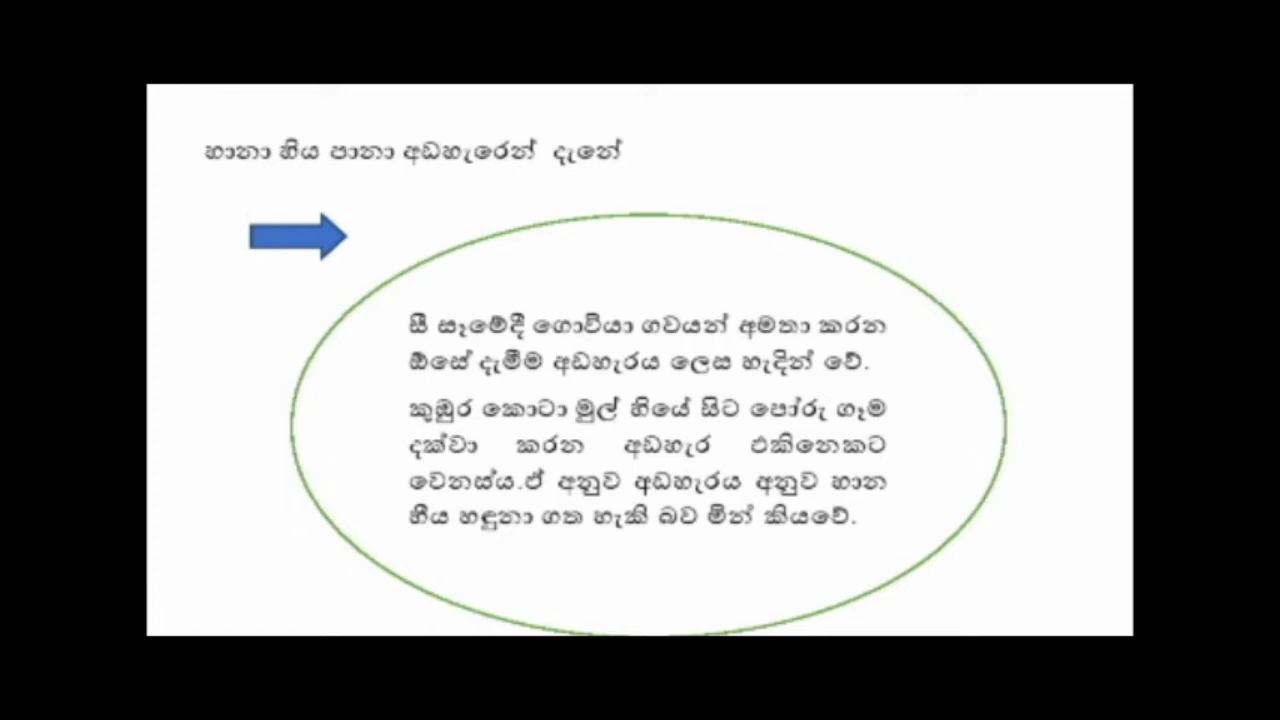 හානා හිය පානා අඩහැරෙන් දැනේ
සී සෑමේදී ගොවියා ගවයන් අමතා කරන
ඕසේ දැමීම අඩහැරය ලෙස හැදින් වේ.
කුඹුර කොටා මුල් හියේ සිට පෝරු ගෑම
දක්වා කරන අඩහැර එකිනෙකට
වෙනස්ය.ඒ අනුව අඩහැරය අනුව හාන
හීය හඳුනා ගත හැකි බව මින් කියවේ.